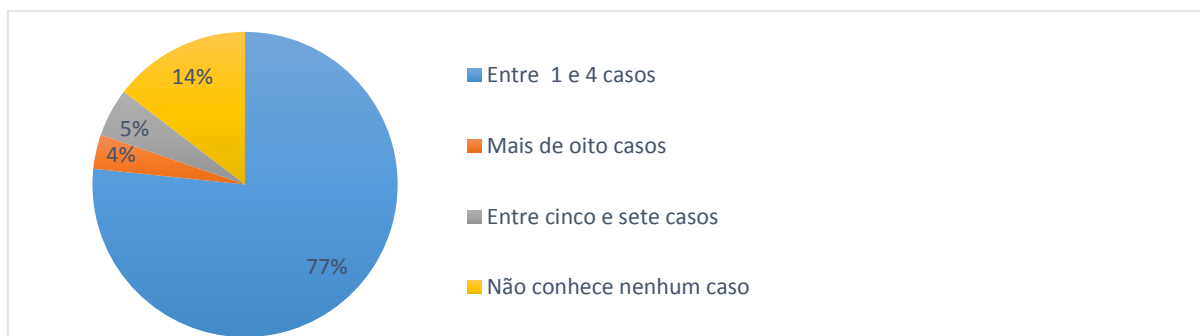 14%
5%
4%
77%
Entre 1 e 4 casos
Mais de oito casos
Entre cinco e sete casos
Não conhece nenhum caso